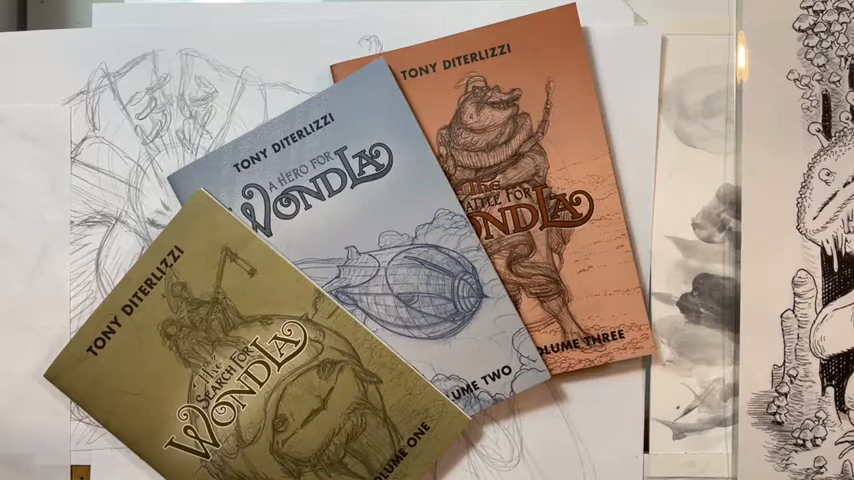 TONY DITERLIZZI
The
SEARCH FOR
WONDLA
VOLUME ONE
TONY DITERLIZZI
A HERO FOR
WONDLA
VOLUME TWO
TONY DITERLIZZI
The
BATTLE FOR
WONDLA
VOLUME THREE